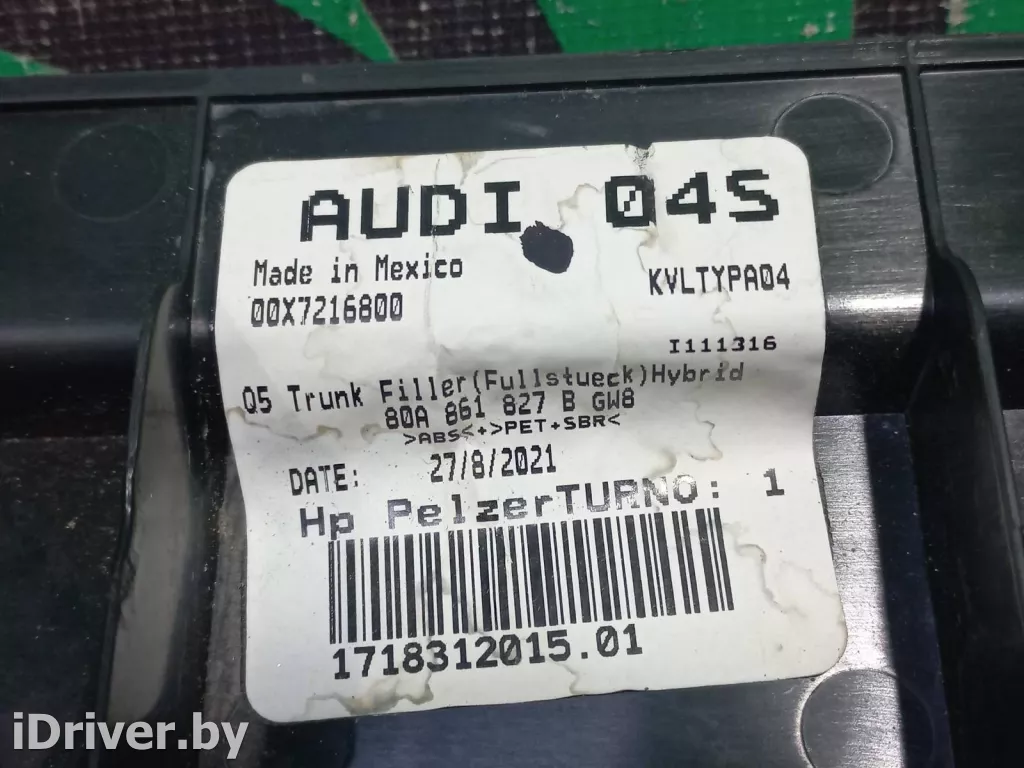 AUDI 04S
Made in Mexico
00X7216800 KVLTYPA04
I111316
Q5 Trunk Filler(Fullstueck)Hybrid
80A 861 827 B GW8
>ABS<+>PET+SBR<
DATE: 27/8/2021
Hp PelzerTURNO: 1
1718312015.01
iDriver.by